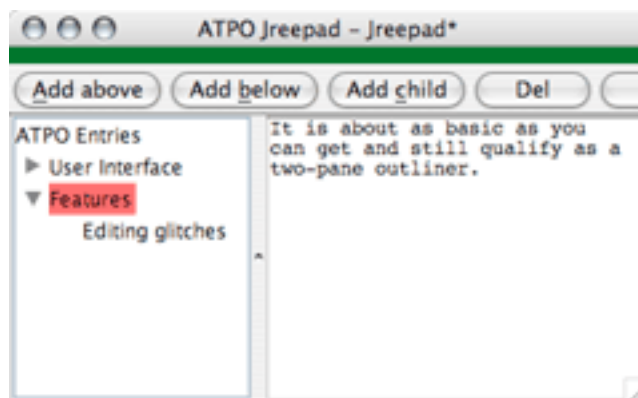 ATPO Jreepad – Jreepad*
Add above Add below Add child Del
ATPO Entries
User Interface
Features
Editing glitches
It is about as basic as you
can get and still qualify as a
two-pane outliner.